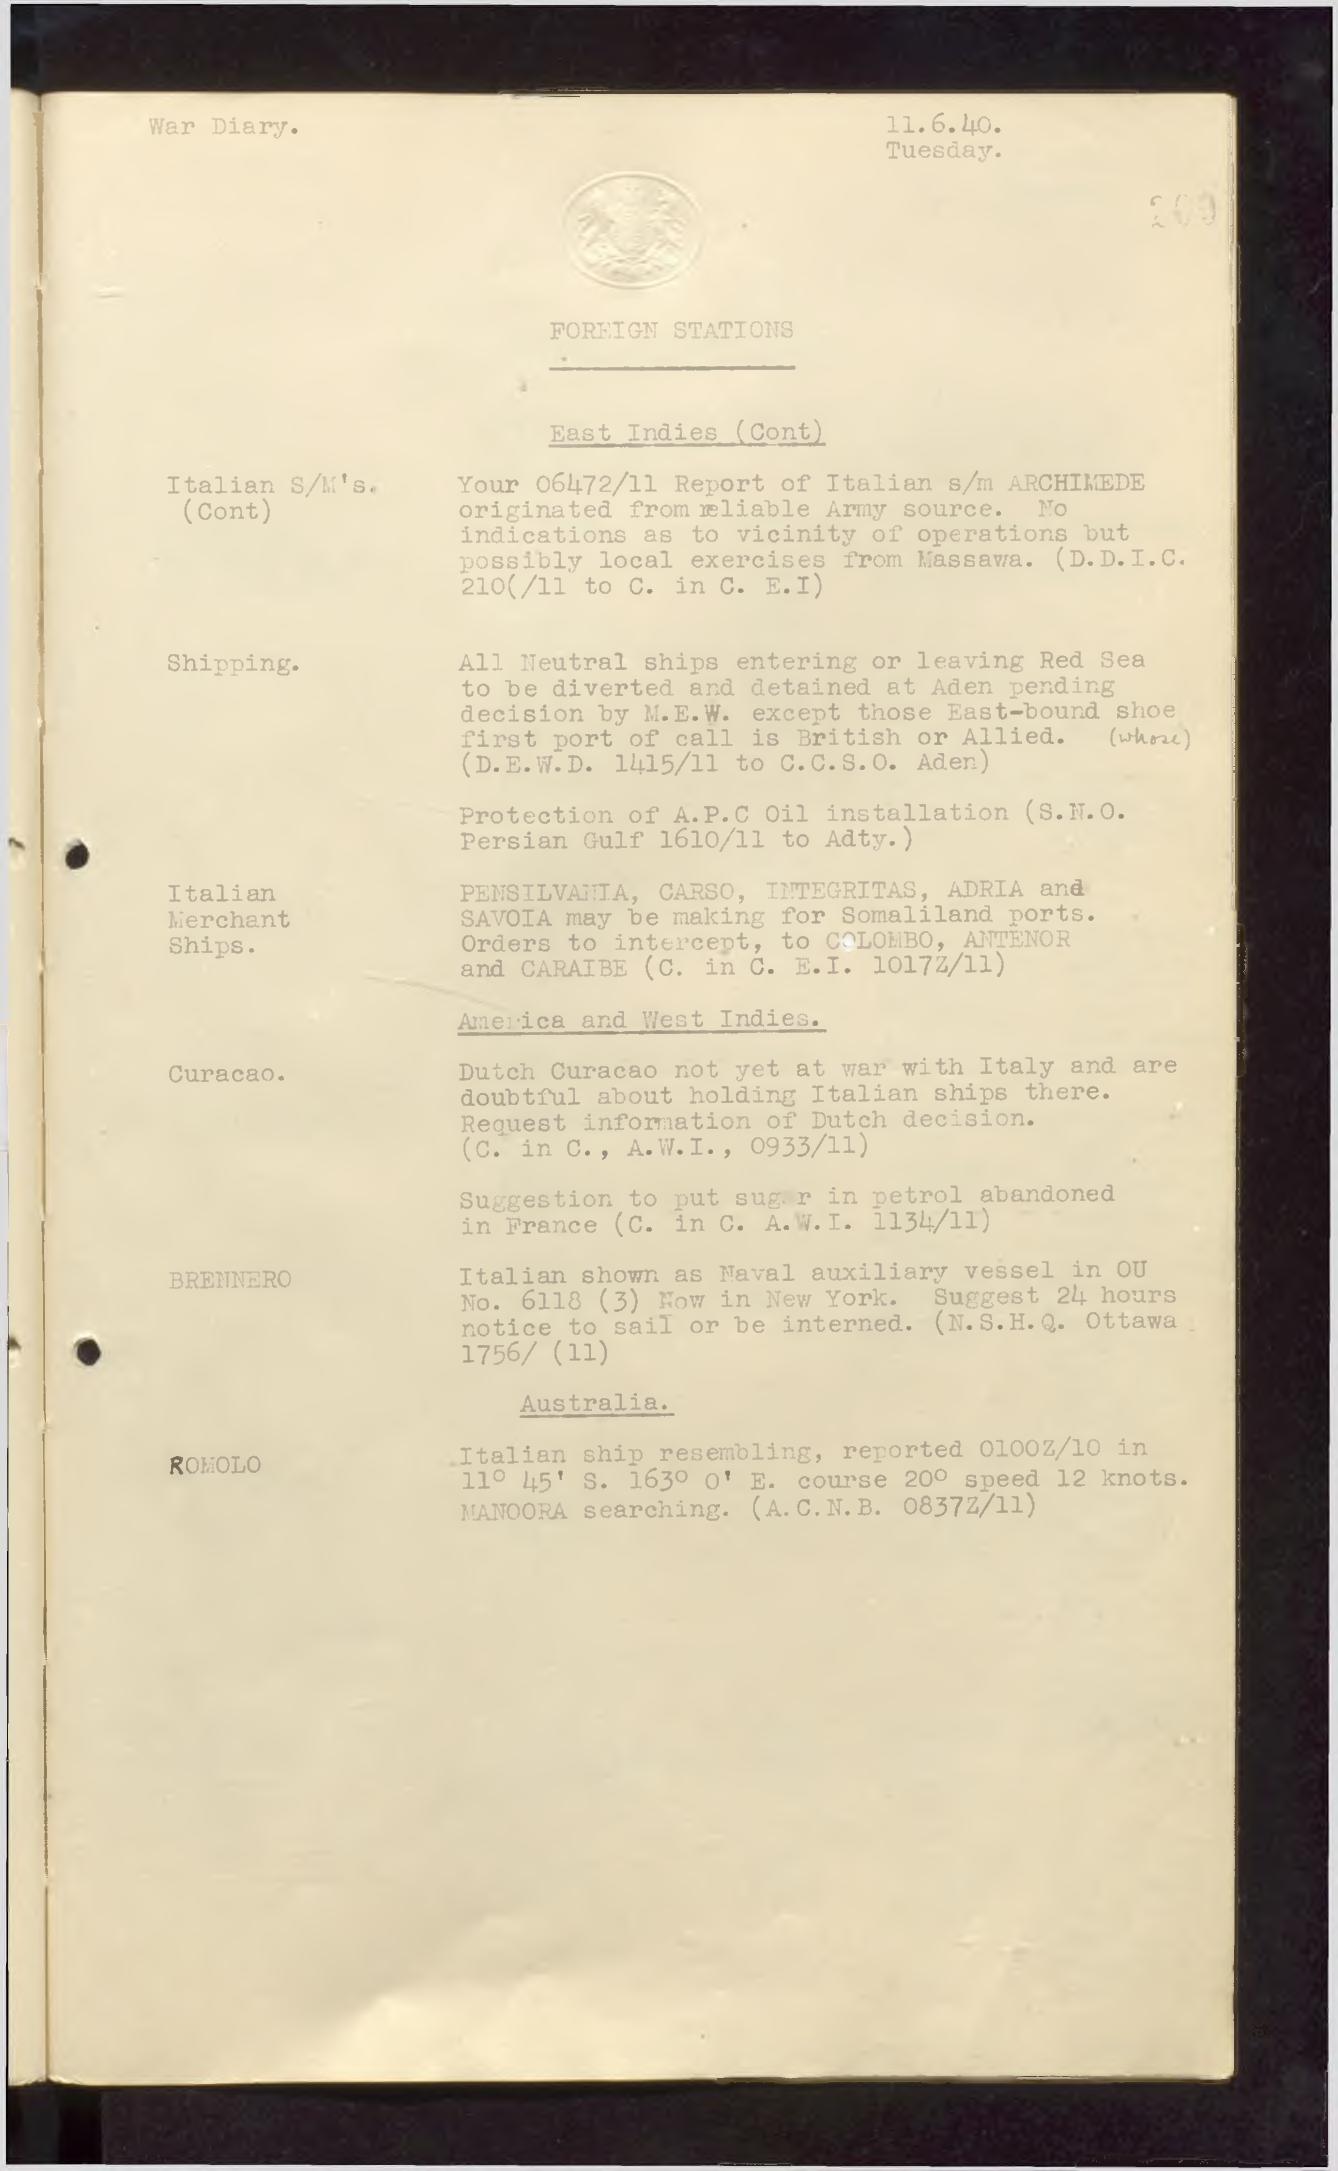 War Diary.
11.6.40.
Tuesday.
200
FOREIGN STATIONS
East Indies (Cont)
Italian S/M's.
(Cont)
Your 06472/11 Report of Italian s/m ARCHIMEDE
originated from reliable Army source. No
indications as to vicinity of operations but
possibly local exercises from Massawa. (D.D.I.C.
210(/11 to C. in C. E.I)
Shipping.
All Neutral ships entering or leaving Red Sea
to be diverted and detained at Aden pending
decision by M.E.W. except those East-bound shoe
first port of call is British or Allied. (whose)
(D.E.W.D. 1415/11 to C.C.S.O. Aden)
Protection of A.P.C Oil installation (S.N.O.
Persian Gulf 1610/11 to Adty.)
Italian
Merchant
Ships.
PENSILVANIA, CARSO, INTEGRITAS, ADRIA and
SAVOIA may be making for Somaliland ports.
Orders to intercept, to COLOMBO, ANTENOR
and CARAIBE (C. in C. E.I. 1017Z/11)
America and West Indies.
Curacao.
Dutch Curacao not yet at war with Italy and are
doubtful about holding Italian ships there.
Request information of Dutch decision.
(C. in C., A.W.I., 0933/11)
Suggestion to put sugar in petrol abandoned
in France (C. in C. A.W.I. 1134/11)
BRENNERO
Italian shown as Naval auxiliary vessel in OU
No. 6118 (3) Now in New York. Suggest 24 hours
notice to sail or be interned. (N.S.H.Q. Ottawa
1756/ (11)
Australia.
ROMOLO
Italian ship resembling, reported 0100Z/10 in
11° 45' S. 163° 0' E. course 20° speed 12 knots.
MANOORA searching. (A.C.N.B. 0837Z/11)